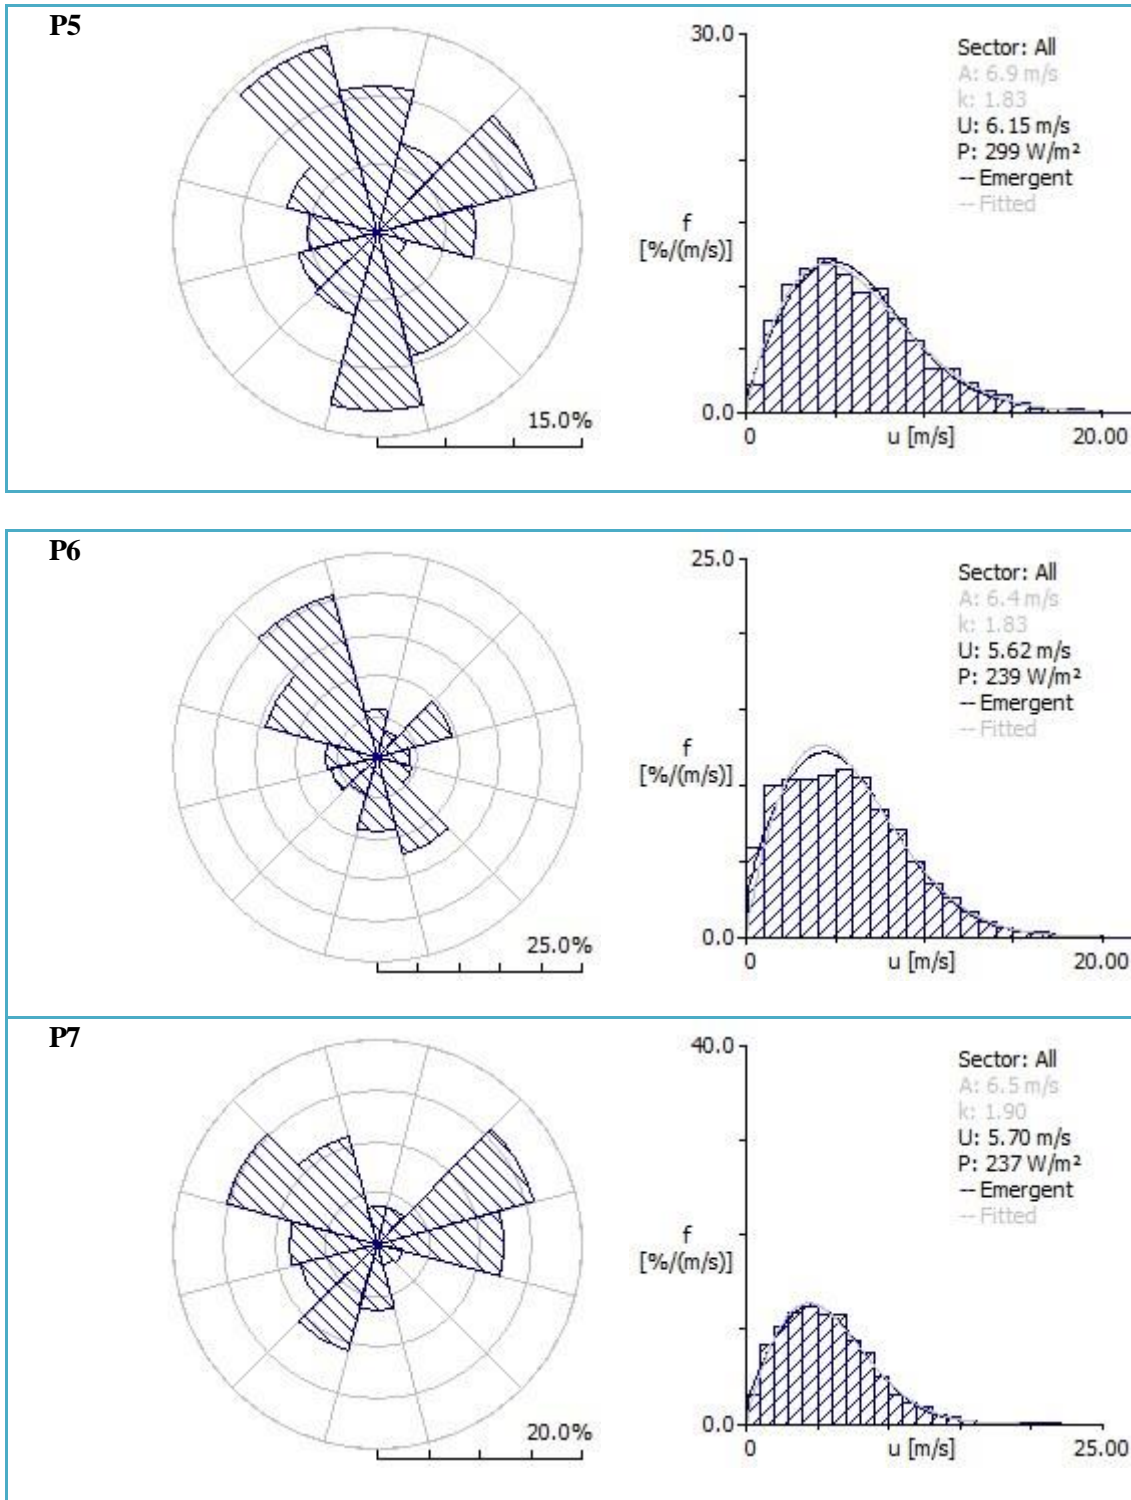 P5
15.0%
30.0
f
[%/(m/s)]
0.0
0
u [m/s]
20.00
Sector: All
A: 6.9 m/s
k: 1.83
U: 6.15 m/s
P: 299 W/m²
-- Emergent
-- Fitted
P6
25.0%
25.0
f
[%/(m/s)]
0.0
0
u [m/s]
20.00
Sector: All
A: 6.4 m/s
k: 1.83
U: 5.62 m/s
P: 239 W/m²
-- Emergent
-- Fitted
P7
20.0%
40.0
f
[%/(m/s)]
0.0
0
u [m/s]
25.00
Sector: All
A: 6.5 m/s
k: 1.90
U: 5.70 m/s
P: 237 W/m²
-- Emergent
-- Fitted